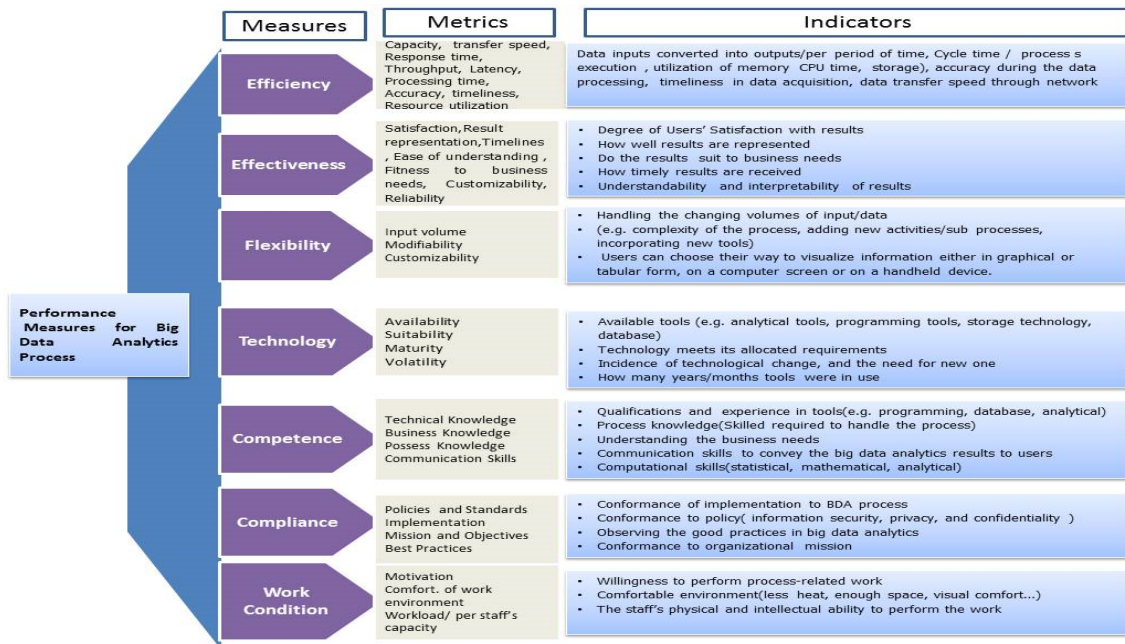 Measures
Metrics
Indicators
Performance
Measures for Big
Data Analytics
Process
Efficiency
Capacity, transfer speed,
Response time,
Throughput, Latency,
Processing time,
Accuracy, timeliness,
Resource utilization
Data inputs converted into outputs/per period of time, Cycle time / process s
execution , utilization of memory CPU time, storage), accuracy during the data
processing, timeliness in data acquisition, data transfer speed through network
Effectiveness
Satisfaction,Result
representation,Timelines
, Ease of understanding ,
Fitness to business
needs, Customizability,
Reliability
• Degree of Users' Satisfaction with results
• How well results are represented
• Do the results suit to business needs
• How timely results are received
• Understandability and interpretability of results
Flexibility
Input volume
Modifiability
Customizability
• Handling the changing volumes of input/data
• (e.g. complexity of the process, adding new activities/sub processes,
incorporating new tools)
• Users can choose their way to visualize information either in graphical or
tabular form, on a computer screen or on a handheld device.
Technology
Availability
Suitability
Maturity
Volatility
• Available tools (e.g. analytical tools, programming tools, storage technology,
database)
• Technology meets its allocated requirements
• Incidence of technological change, and the need for new one
• How many years/months tools were in use
Competence
Technical Knowledge
Business Knowledge
Possess Knowledge
Communication Skills
• Qualifications and experience in tools(e.g. programming, database, analytical)
• Process knowledge(Skilled required to handle the process)
• Understanding the business needs
• Communication skills to convey the big data analytics results to users
• Computational skills(statistical, mathematical, analytical)
Compliance
Policies and Standards
Implementation
Mission and Objectives
Best Practices
• Conformance of implementation to BDA process
• Conformance to policy( information security, privacy, and confidentiality )
• Observing the good practices in big data analytics
• Conformance to organizational mission
Work
Condition
Motivation
Comfort. of work
environment
Workload/ per staff's
capacity
• Willingness to perform process-related work
• Comfortable environment(less heat, enough space, visual comfort...)
• The staff's physical and intellectual ability to perform the work